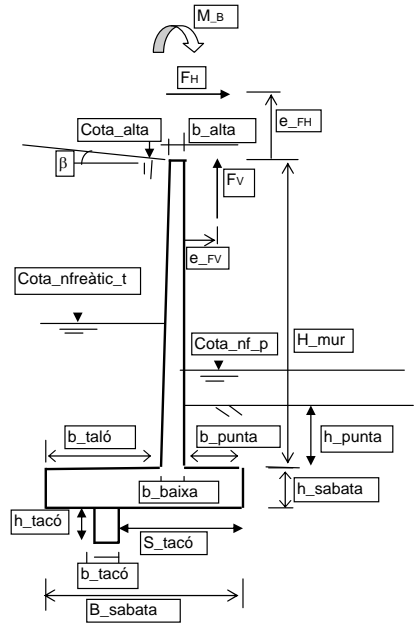 M_B
FH
e_FH
Cota_alta
b_alta
β
FV
e_FV
Cota_nfreàtic_t
H_mur
Cota_nf_p
b_taló
b_punta
h_punta
b_baixa
h_sabata
h_tacó
S_tacó
b_tacó
B_sabata